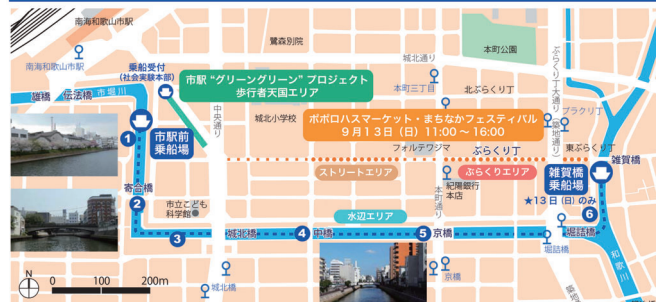 南海和歌山市駅
南海和歌山市駅
乗船受付
(社会実験本部)
鷺森別院
城北通り
本町公園
ぶらくり丁大通り
(築地通り)
市駅“グリーングリーン”プロジェクト
歩行者天国エリア
本町三丁目
北ぶらくり丁
ブラクリ丁
雄橋
伝法橋
市堀川
中央通り
城北小学校
ポポロハスマーケット・まちなかフェスティバル
9月13日(日)11:00〜16:00
1
市駅前
乗船場
フォルテワジマ
ぶらくり丁
東ぶらくり丁
ストリートエリア
ぶらくりエリア
雑賀橋
乗船場
★13日(日)のみ
寄合橋
2
市立こども
科学館
紀陽銀行
本店
本町通り
水辺エリア
6
3
城北橋
4
中橋
5
京橋
堀詰橋
堀詰橋
和歌川
N
0
100
200m
城北橋
京橋